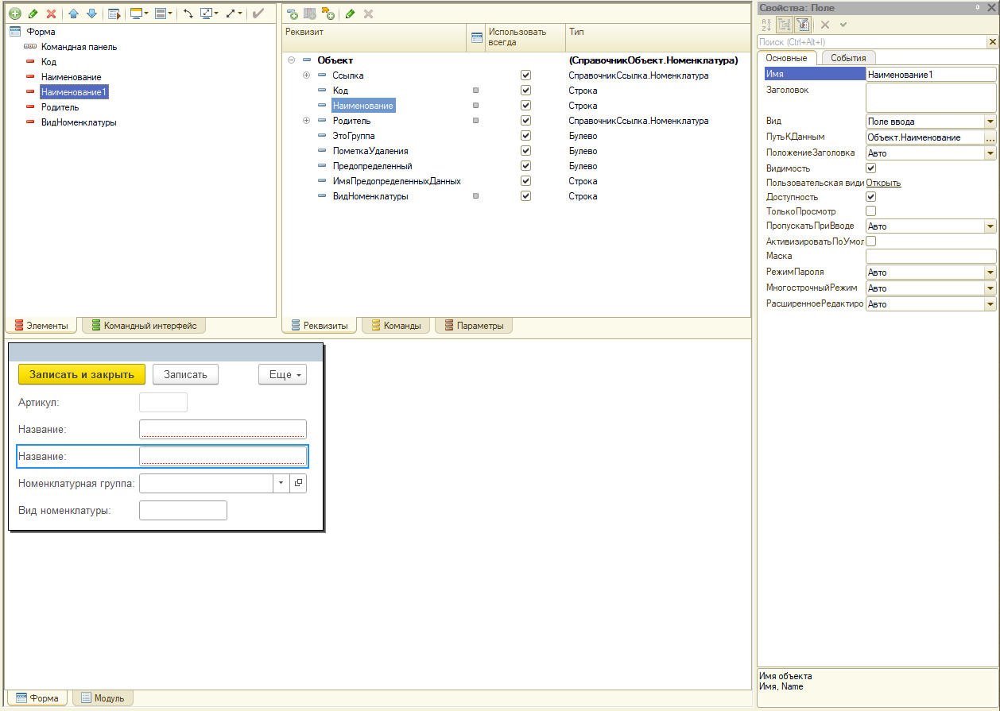 Форма
Командная панель
Код
Наименование
Наименование1
Родитель
ВидНоменклатуры
Элементы
Командный интерфейс
Реквизит
Использовать
всегда
Тип
Объект (СправочникОбъект.Номенклатура)
Ссылка СправочникСсылка.Номенклатура
Код Строка
Наименование Строка
Родитель СправочникСсылка.Номенклатура
ЭтоГруппа Булево
ПометкаУдаления Булево
Предопределенный Булево
ИмяПредопределенныхДанных Строка
ВидНоменклатуры Строка
Реквизиты
Команды
Параметры
Записать и закрыть
Записать
Еще
Артикул:
Название:
Название:
Номенклатурная группа:
Вид номенклатуры:
Форма
Модуль
Свойства: Поле
Поиск (Ctrl+Alt+I)
Основные
События
Имя Наименование1
Заголовок
Вид Поле ввода
ПутьКДанным Объект.Наименование ...
ПоложениеЗаголовка Авто
Видимость
Пользовательская види Открыть
Доступность
ТолькоПросмотр
ПропускатьПриВводе Авто
АктивизироватьПоУмол
Маска
РежимПароля Авто
МногострочныйРежим Авто
РасширенноеРедактиро Авто
Имя объекта
Имя, Name